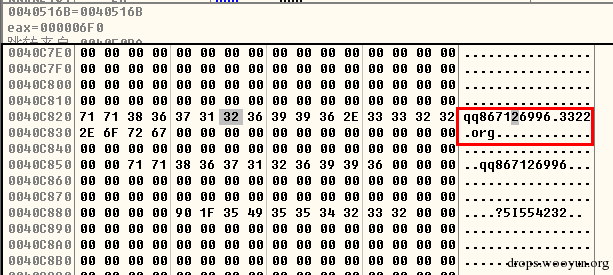 0040516B=0040516B
eax=000006F0
跳转来自
0040C7E0 00 00 00 00 00 00 00 00 00 00 00 00 00 00 00 00 ................
0040C7F0 00 00 00 00 00 00 00 00 00 00 00 00 00 00 00 00 ................
0040C800 00 00 00 00 00 00 00 00 00 00 00 00 00 00 00 00 ................
0040C810 00 00 00 00 00 00 00 00 00 00 00 00 00 00 00 00 ................
0040C820 71 71 38 36 37 31 32 36 39 39 36 2E 33 33 32 32 qq867126996.3322
0040C830 2E 6F 72 67 00 00 00 00 00 00 00 00 00 00 00 00 .org............
0040C840 00 00 00 00 00 00 00 00 00 00 00 00 00 00 00 00 ................
0040C850 00 00 71 71 38 36 37 31 32 36 39 39 36 00 00 00 ..qq867126996...
0040C860 00 00 00 00 00 00 00 00 00 00 00 00 00 00 00 00 ................
0040C870 00 00 00 00 00 00 00 00 00 00 00 00 00 00 00 00 ................
0040C880 00 00 00 00 90 1F 35 49 35 35 34 32 33 32 00 00 ....?5I554232..
0040C890 00 00 00 00 00 00 00 00 00 00 00 00 00 00 00 00 ................
0040C8A0 00 00 00 00 00 00 00 00 00 00 00 00 00 00 00 00 ................
0040C8B0 00 00 00 00 00 00 00 00 00 00 00 00 00 00 00 00
drops.wooyun.org